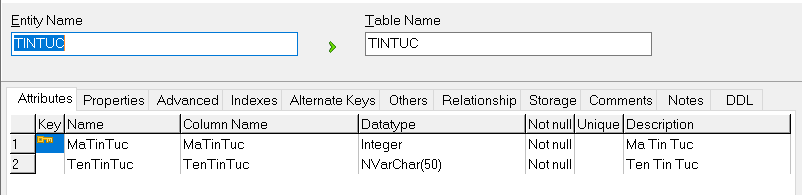 Entity Name Table Name
TINTUC TINTUC
Attributes Properties Advanced Indexes Alternate Keys Others Relationship Storage Comments Notes DDL
Key Name Column Name Datatype Not null Unique Description
1 MaTinTuc MaTinTuc Integer Not null Ma Tin Tuc
2 TenTinTuc TenTinTuc NVarChar(50) Not null Ten Tin Tuc